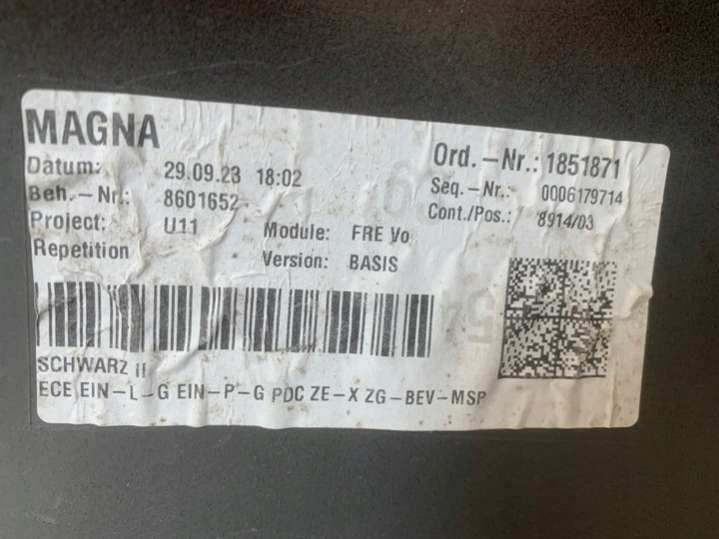 MAGNA
Datum: 29.09.23 18:02
Beh.-Nr.: 8601652
Project: U11
Repetition
Module: FRE Vo
Version: BASIS
Ord.-Nr.: 1851871
Seq.-Nr.: 0006179714
Cont./Pos.: 8914/03
SCHWARZ II
ECE EIN-L-G EIN-P-G PDC ZE-X ZG-BEV-MSP